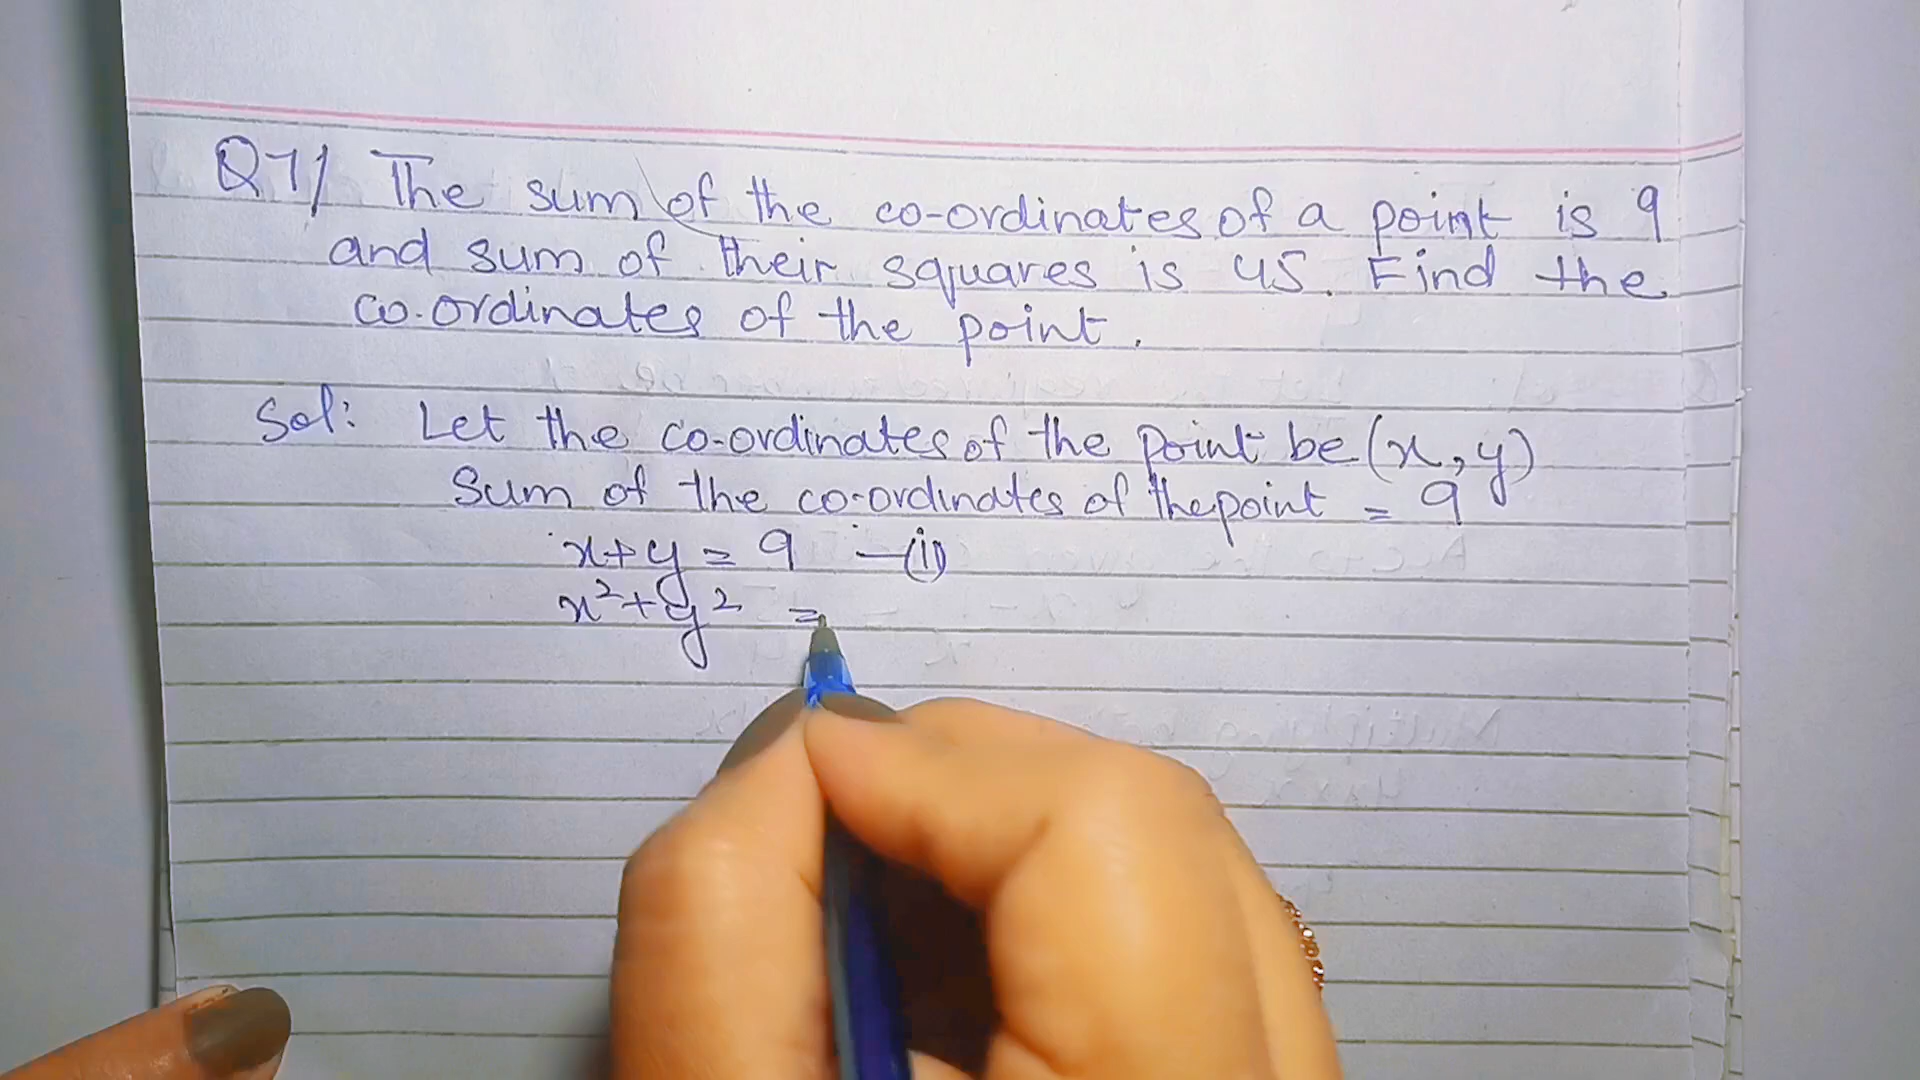 Q7/ The sum of the co-ordinates of a point is 9
and sum of their squares is 45. Find the
co.ordinates of the point.
Sol: Let the co-ordinates of the point be (x, y)
Sum of the co-ordinates of the point = 9
x+y = 9 —(i)
x²+y² =